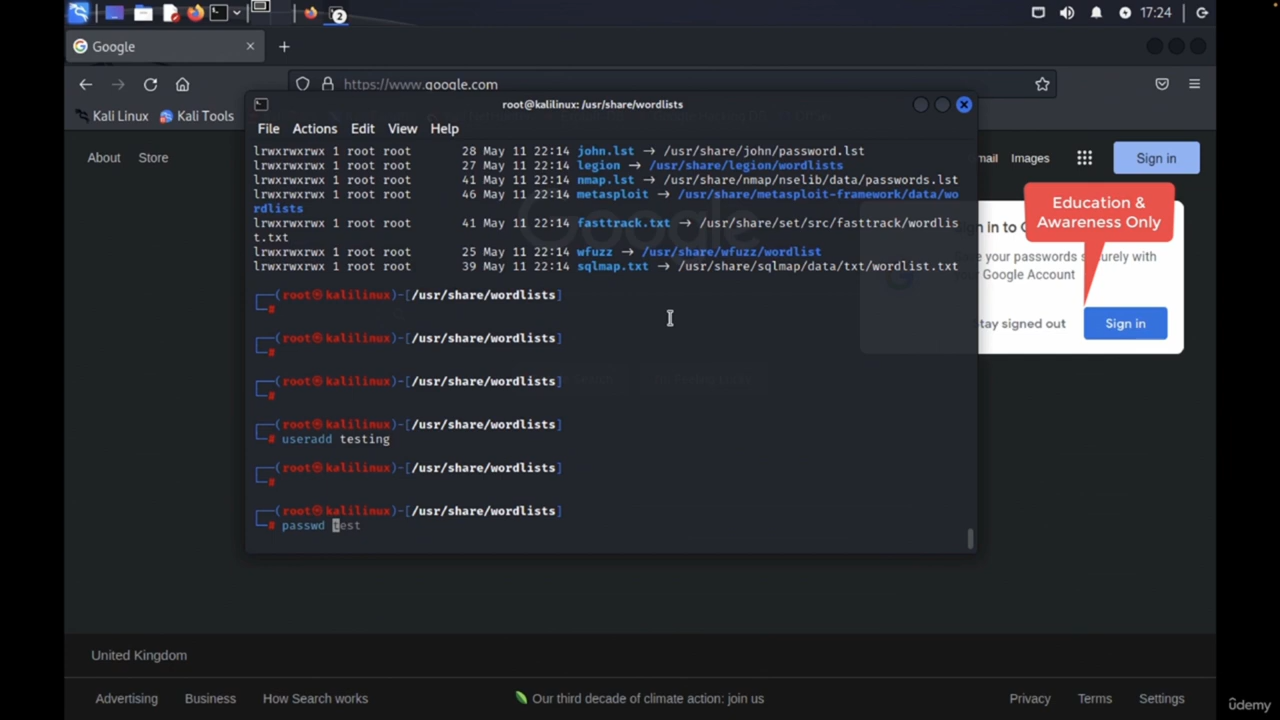 2
17:24
Google
https://www.google.com
Kali Linux
Kali Tools
root@kalilinux: /usr/share/wordlists
File Actions Edit View Help
About Store
mail Images
Sign in
lrwxrwxrwx 1 root root 28 May 11 22:14 john.lst → /usr/share/john/password.lst
lrwxrwxrwx 1 root root 27 May 11 22:14 legion → /usr/share/legion/wordlists
lrwxrwxrwx 1 root root 41 May 11 22:14 nmap.lst → /usr/share/nmap/nselib/data/passwords.lst
lrwxrwxrwx 1 root root 46 May 11 22:14 metasploit → /usr/share/metasploit-framework/data/wo
rdlists
lrwxrwxrwx 1 root root 41 May 11 22:14 fasttrack.txt → /usr/share/set/src/fasttrack/wordlis
t.txt
lrwxrwxrwx 1 root root 25 May 11 22:14 wfuzz → /usr/share/wfuzz/wordlist
lrwxrwxrwx 1 root root 39 May 11 22:14 sqlmap.txt → /usr/share/sqlmap/data/txt/wordlist.txt
┌──(root㉿kalilinux)-[/usr/share/wordlists]
└─#
┌──(root㉿kalilinux)-[/usr/share/wordlists]
└─#
┌──(root㉿kalilinux)-[/usr/share/wordlists]
└─#
┌──(root㉿kalilinux)-[/usr/share/wordlists]
└─# useradd testing
┌──(root㉿kalilinux)-[/usr/share/wordlists]
└─#
┌──(root㉿kalilinux)-[/usr/share/wordlists]
└─# passwd test
Education &
Awareness Only
ign in to
e your passwords securely with
Google Account
tay signed out
Sign in
United Kingdom
Advertising Business How Search works
Our third decade of climate action: join us
Privacy Terms Settings
ûdemy